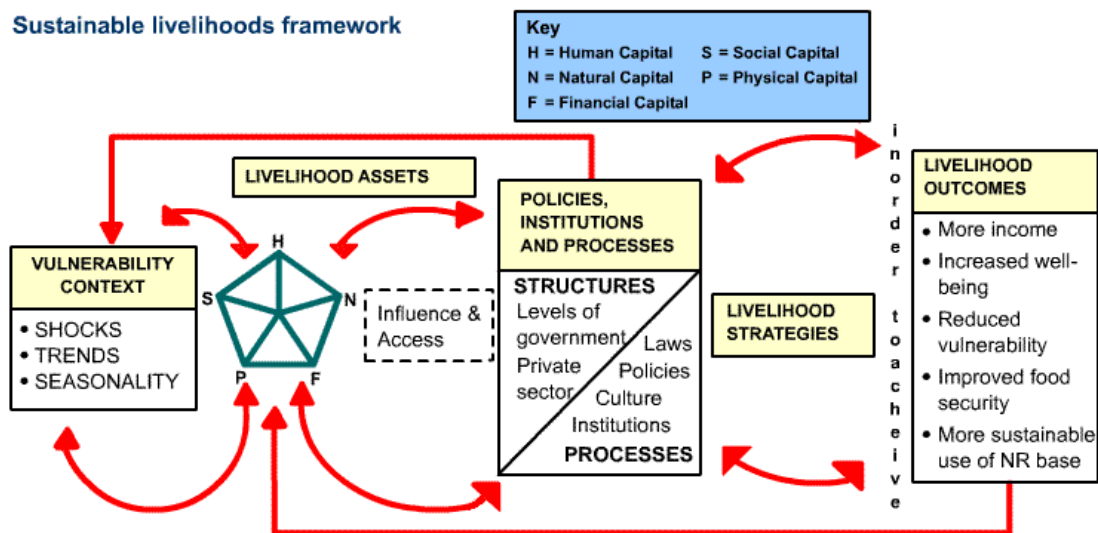 Sustainable livelihoods framework
Key
H = Human Capital S = Social Capital
N = Natural Capital P = Physical Capital
F = Financial Capital
LIVELIHOOD ASSETS
VULNERABILITY
CONTEXT
• SHOCKS
• TRENDS
• SEASONALITY
H
S
N
P
F
Influence &
Access
POLICIES,
INSTITUTIONS
AND PROCESSES
STRUCTURES
Levels of
government
Private
sector
Laws
Policies
Culture
Institutions
PROCESSES
LIVELIHOOD
STRATEGIES
inorder toacheive
LIVELIHOOD
OUTCOMES
• More income
• Increased well-
being
• Reduced
vulnerability
• Improved food
security
• More sustainable
use of NR base